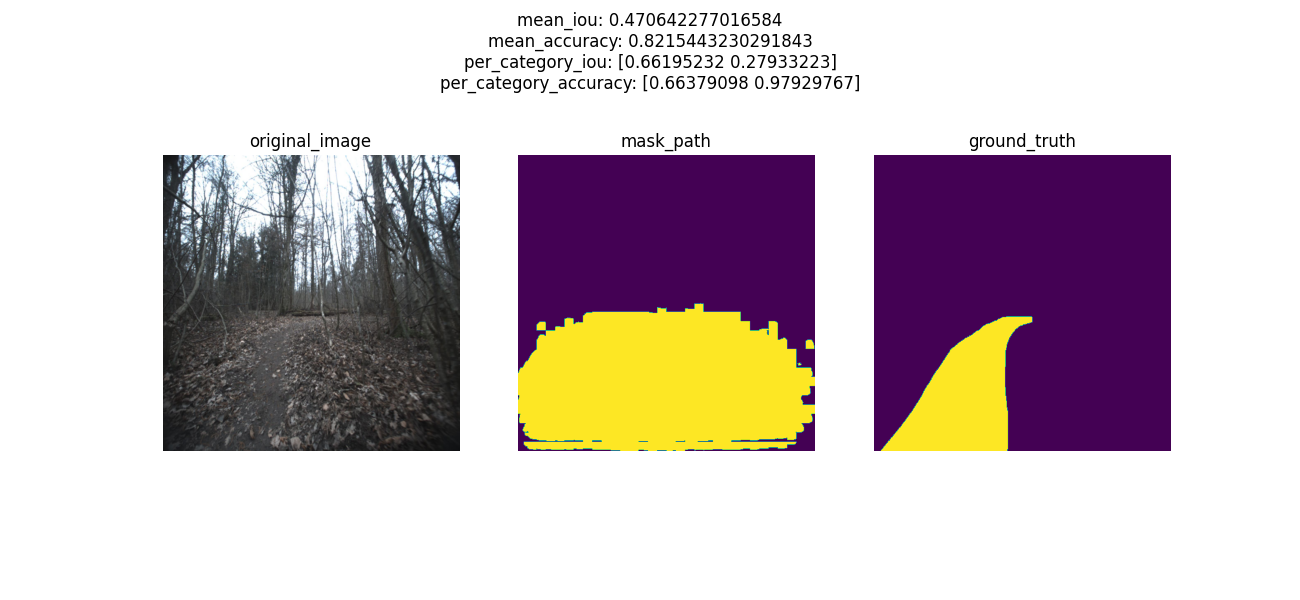 mean_iou: 0.470642277016584
mean_accuracy: 0.8215443230291843
per_category_iou: [0.66195232 0.27933223]
per_category_accuracy: [0.66379098 0.97929767]
original_image
mask_path
ground_truth